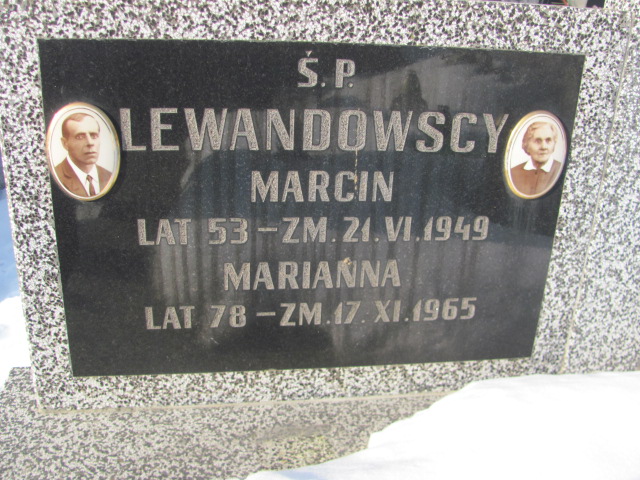 Ś.P.
LEWANDOWSCY
MARCIN
LAT 53 – ZM. 21. VI. 1949
MARIANNA
LAT 78 – ZM. 17. XI. 1965